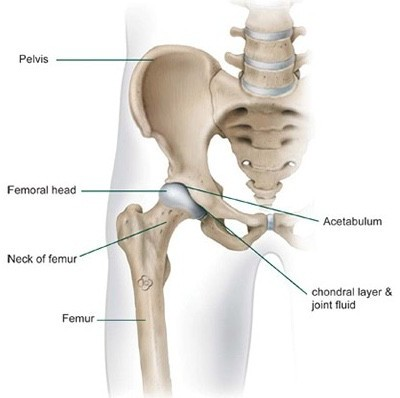 Pelvis
Femoral head
Acetabulum
Neck of femur
chondral layer &
joint fluid
Femur